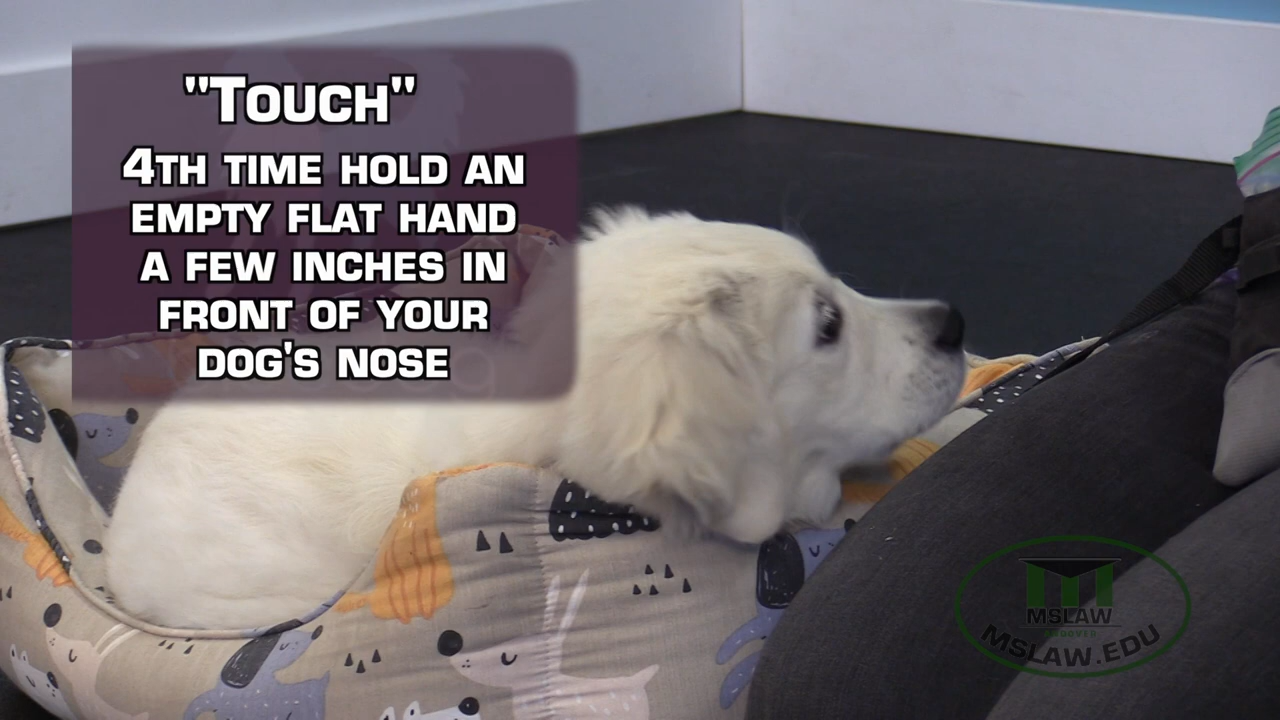 "Touch"
4th time hold an
empty flat hand
a few inches in
front of your
dog's nose
MSLAW
MSLAW.EDU